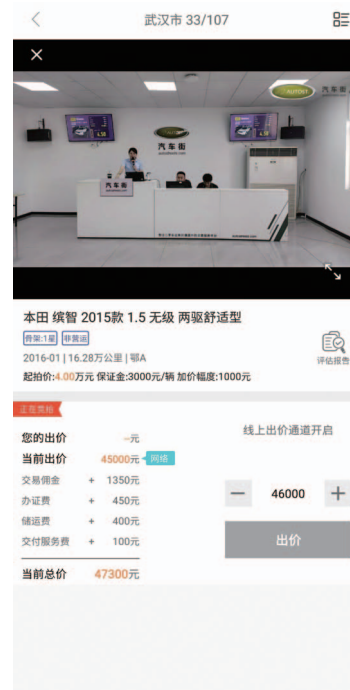 武汉市 33/107
AUTOST 汽车街
汽车街
汽车街
本田 缤智 2015款 1.5 无级 两驱舒适型
骨架:1星 非营运
2016-01 | 16.28万公里 | 鄂A
评估报告
起拍价:4.00万元 保证金:3000元/辆 加价幅度:1000元
正在竞拍
您的出价 --元
线上出价通道开启
当前出价 45000元 网络
交易佣金 + 1350元
办证费 + 450元
— 46000 +
储运费 + 400元
交付服务费 + 100元
出价
当前总价 47300元